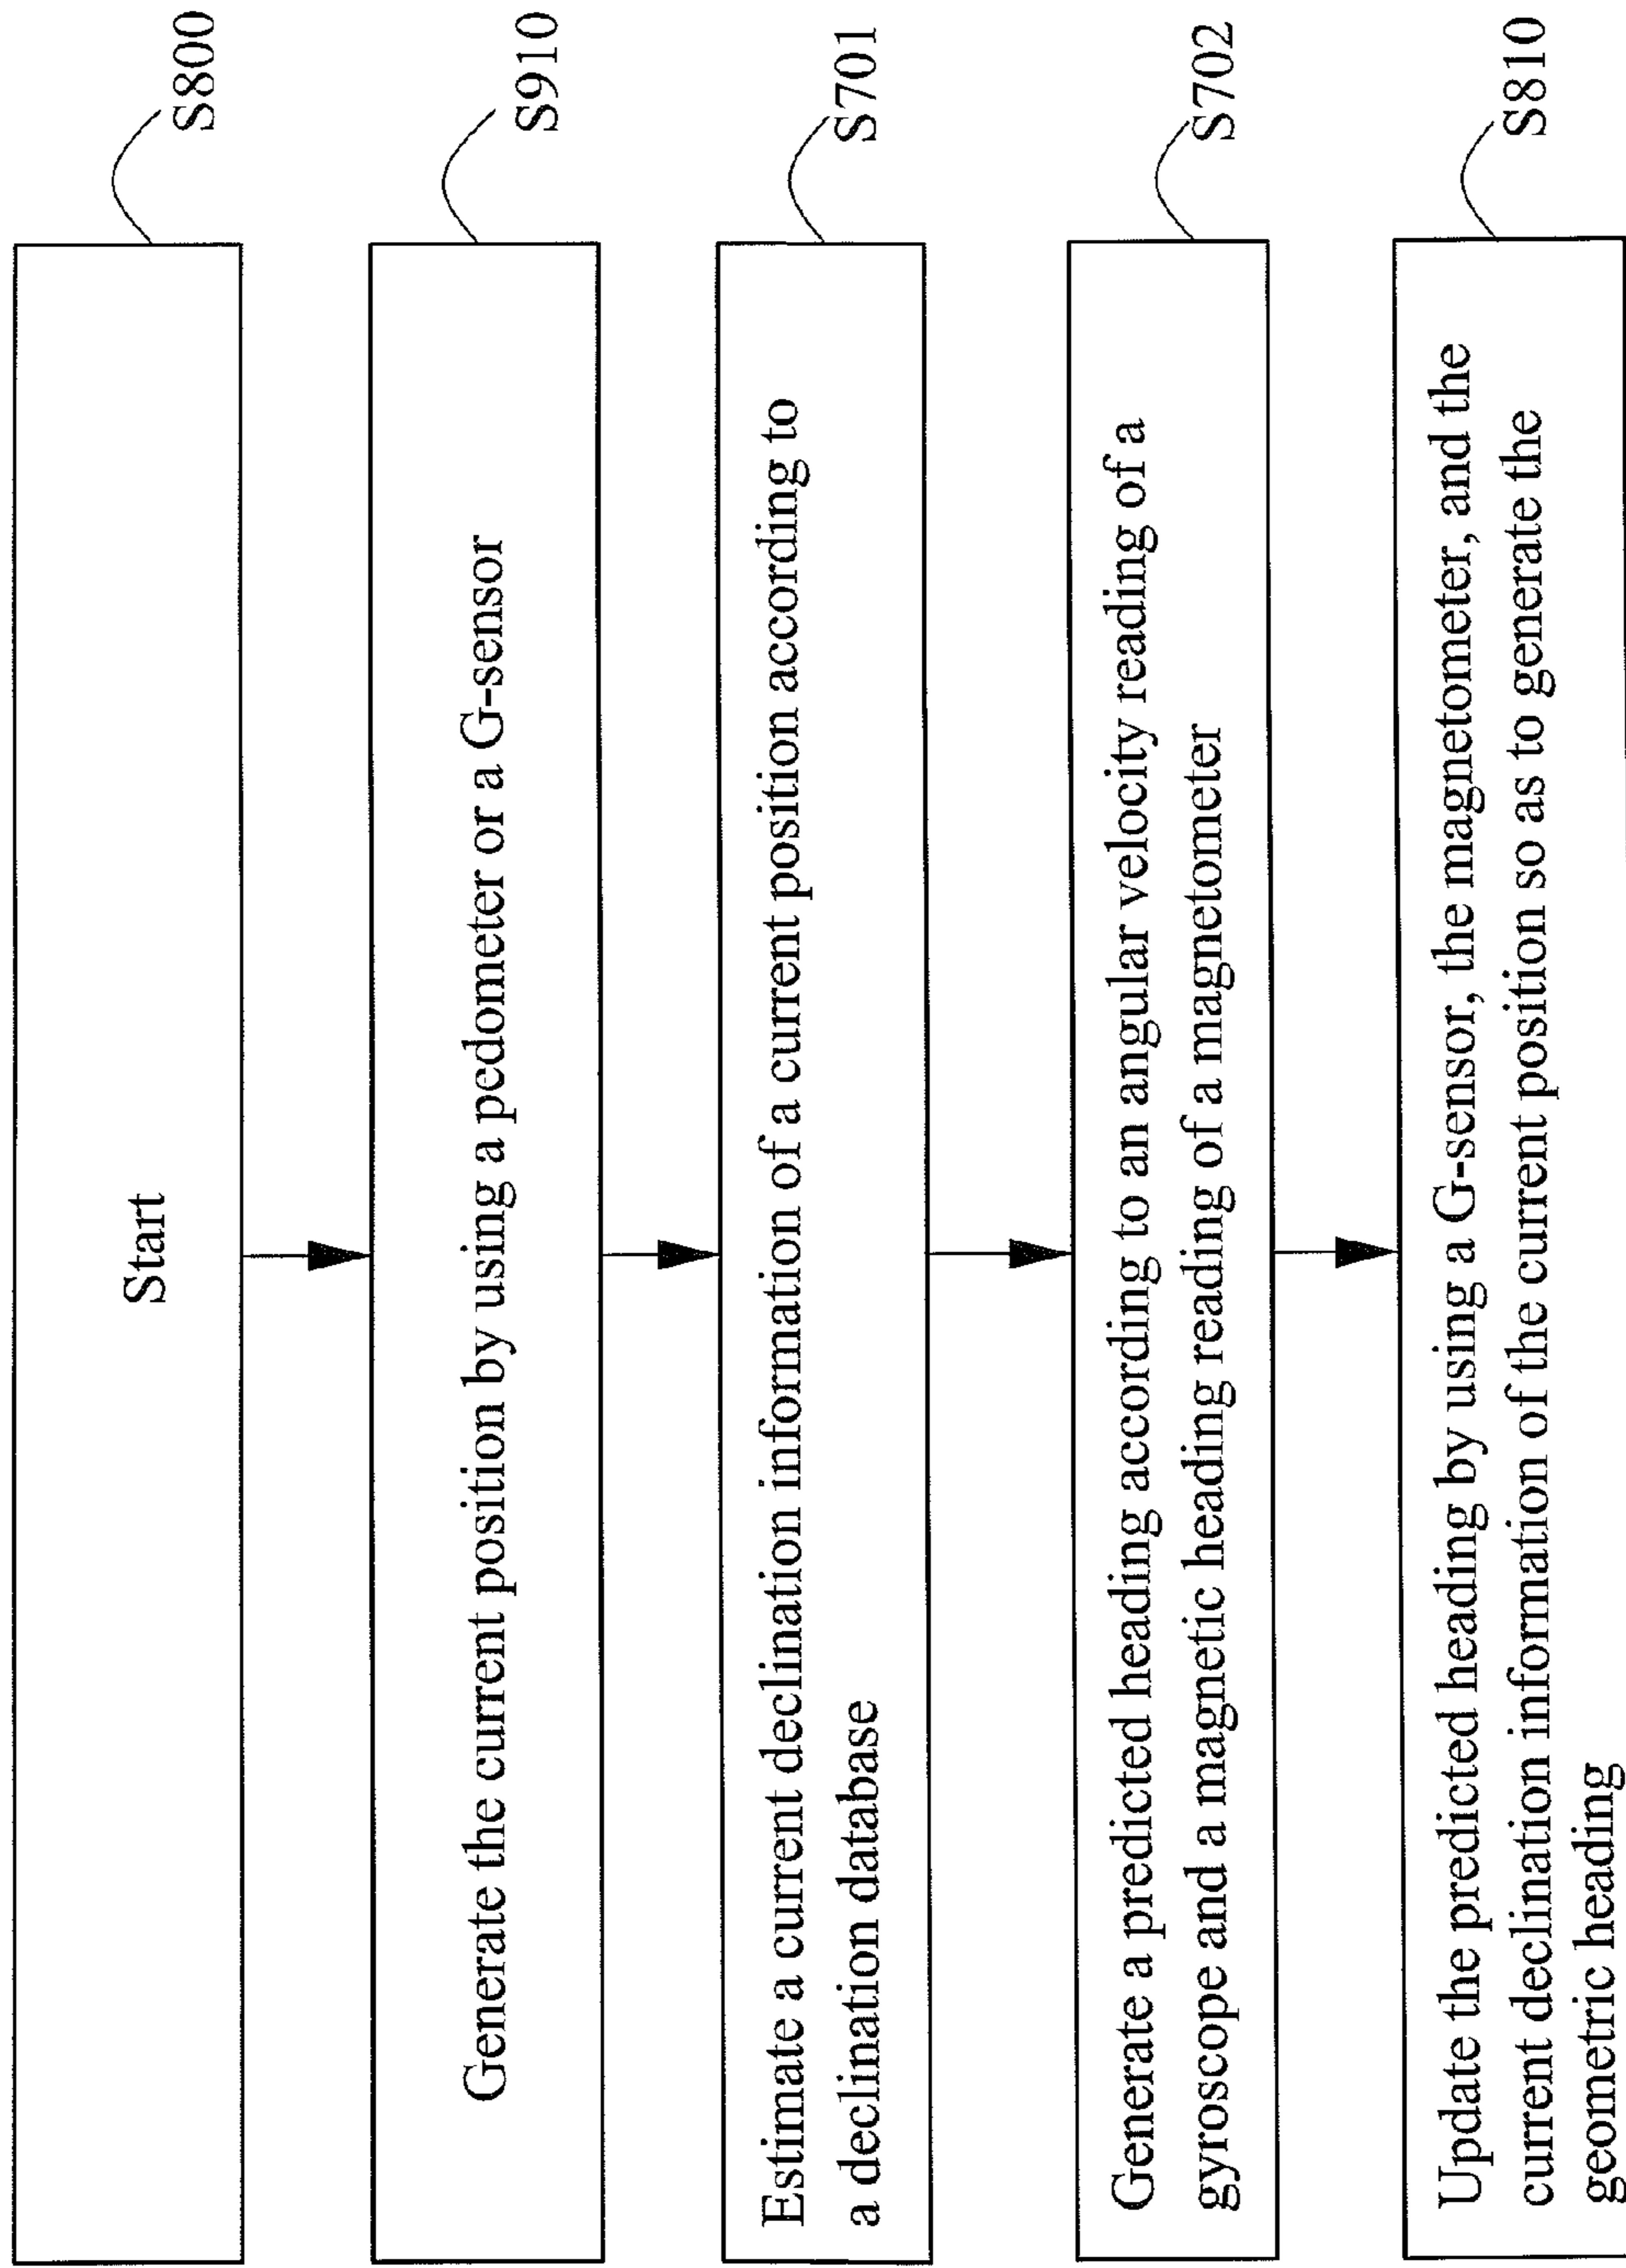 Start
S800
Generate the current position by using a pedometer or a G-sensor
S910
Estimate a current declination information of a current position according to
a declination database
S701
Generate a predicted heading according to an angular velocity reading of a
gyroscope and a magnetic heading reading of a magnetometer
S702
Update the predicted heading by using a G-sensor, the magnetometer, and the
current declination information of the current position so as to generate the
geometric heading
S810